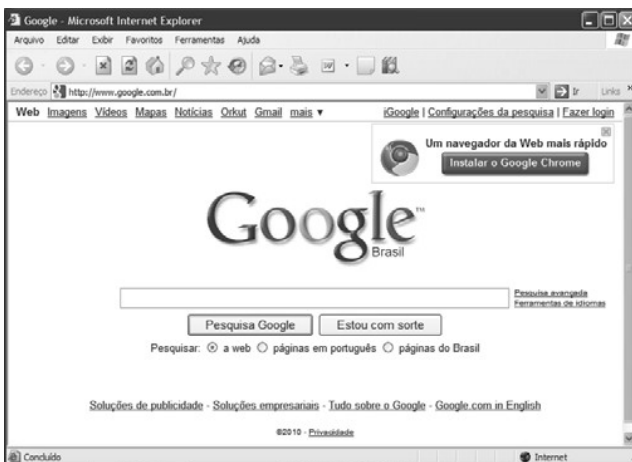 Google - Microsoft Internet Explorer
Arquivo Editar Exibir Favoritos Ferramentas Ajuda
Endereço http://www.google.com.br/ Ir Links »
Web Imagens Vídeos Mapas Notícias Orkut Gmail mais ▼ iGoogle | Configurações da pesquisa | Fazer login
Um navegador da Web mais rápido
Instalar o Google Chrome
Google™
Brasil
Pesquisa avançada
Ferramentas de idiomas
Pesquisa Google Estou com sorte
Pesquisar: a web páginas em português páginas do Brasil
Soluções de publicidade - Soluções empresariais - Tudo sobre o Google - Google.com in English
©2010 - Privacidade
Concluído Internet